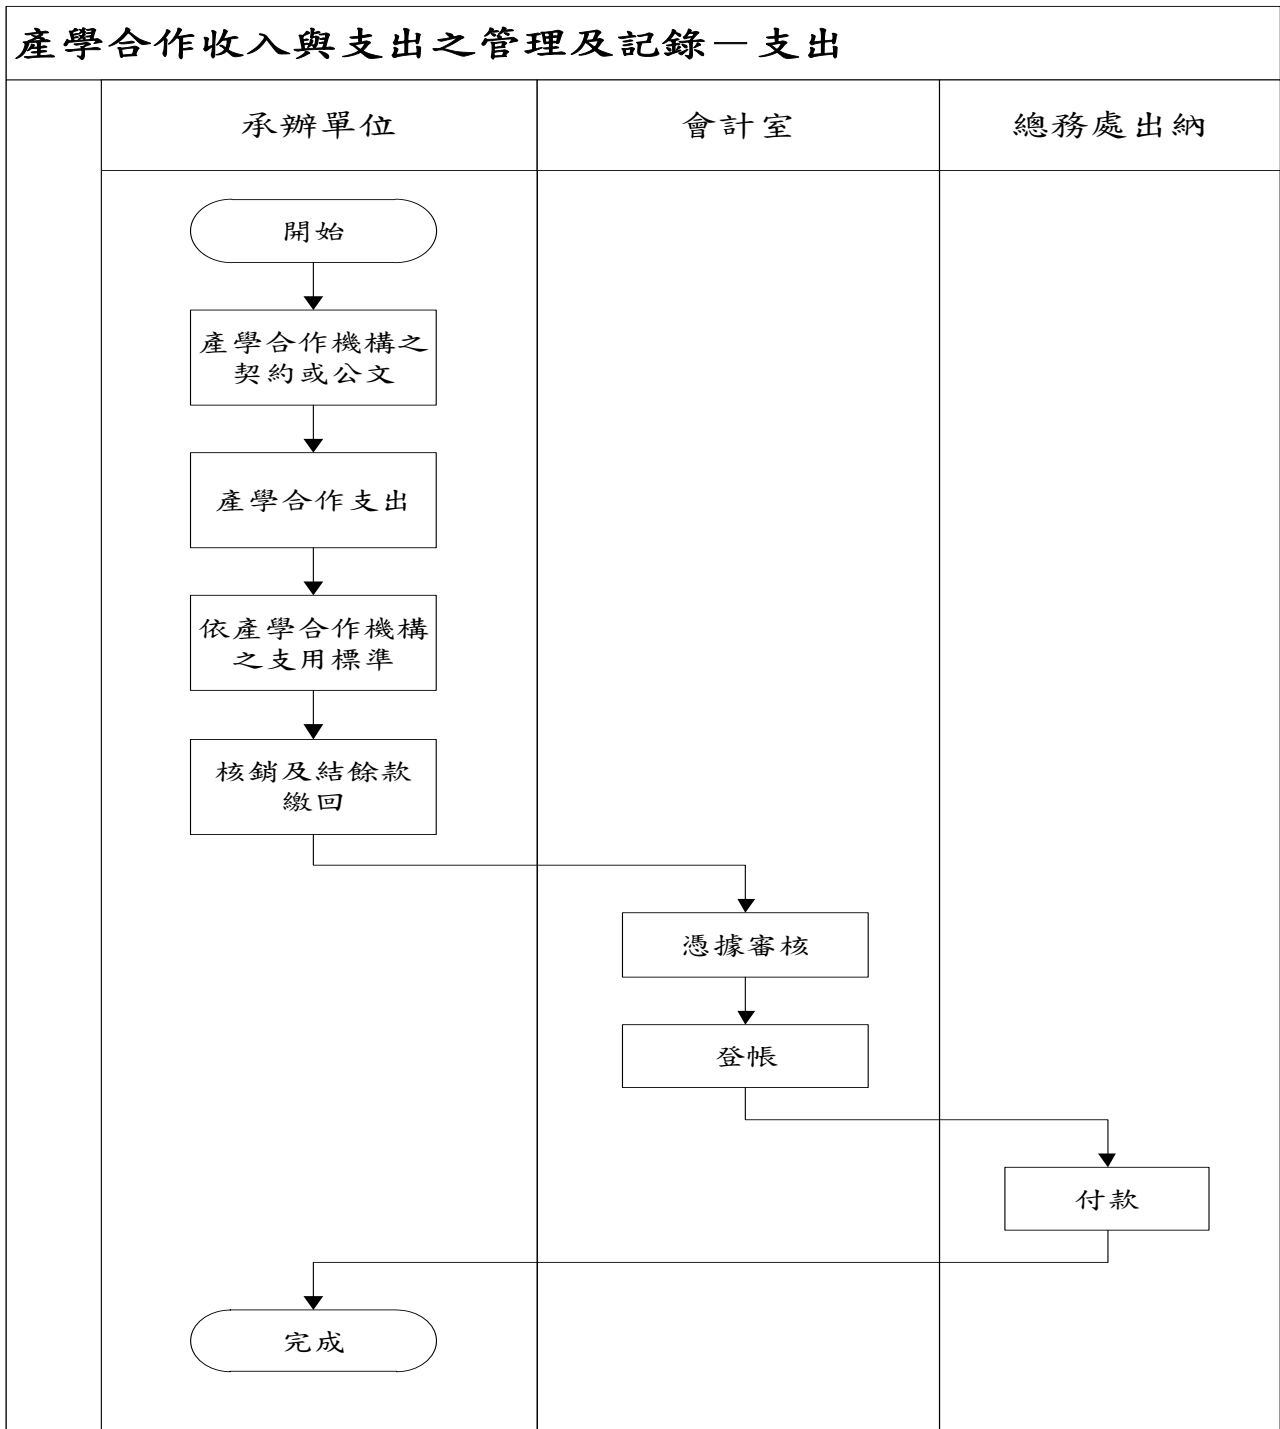 產學合作收入與支出之管理及記錄－支出
承辦單位
會計室
總務處出納
開始
產學合作機構之
契約或公文
產學合作支出
依產學合作機構
之支用標準
核銷及結餘款
繳回
憑據審核
登帳
付款
完成